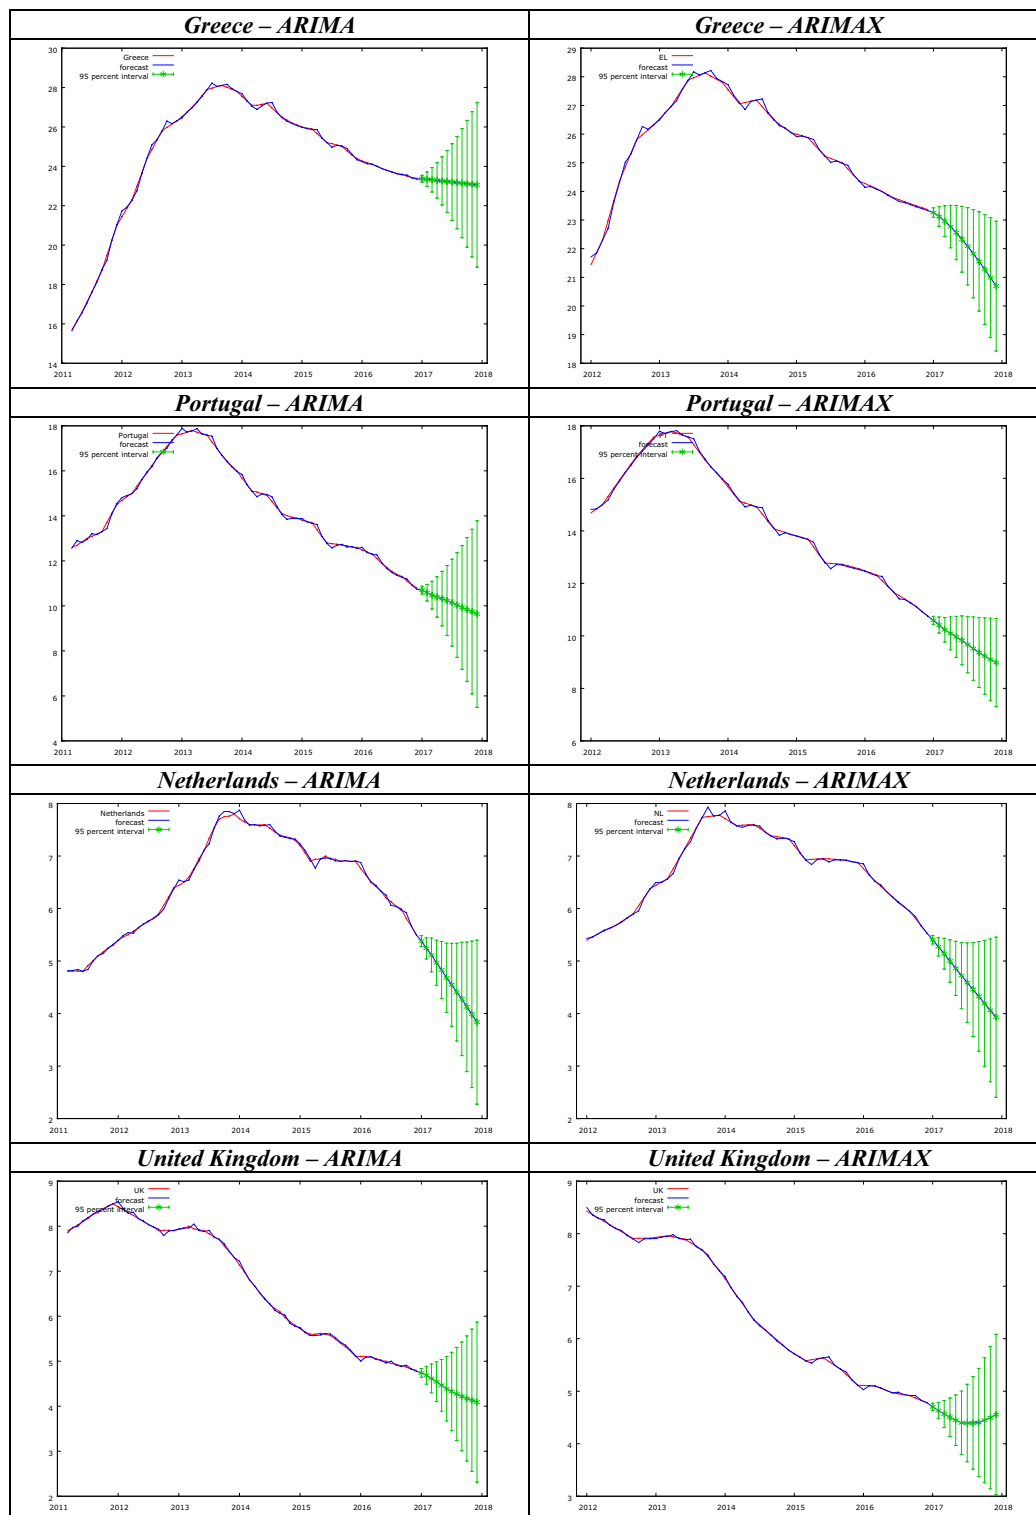 Greece – ARIMA
Greece – ARIMAX
Greece
forecast
95 percent interval
30
28
26
24
22
20
18
16
14
2011 2012 2013 2014 2015 2016 2017 2018
EL
forecast
95 percent interval
29
28
27
26
25
24
23
22
21
20
19
18
2012 2013 2014 2015 2016 2017 2018
Portugal – ARIMA
Portugal – ARIMAX
Portugal
forecast
95 percent interval
18
16
14
12
10
8
6
4
2011 2012 2013 2014 2015 2016 2017 2018
forecast
95 percent interval
18
16
14
12
10
8
6
2012 2013 2014 2015 2016 2017 2018
Netherlands – ARIMA
Netherlands – ARIMAX
Netherlands
forecast
95 percent interval
8
7
6
5
4
3
2
2011 2012 2013 2014 2015 2016 2017 2018
NL
forecast
95 percent interval
8
7
6
5
4
3
2
2012 2013 2014 2015 2016 2017 2018
United Kingdom – ARIMA
United Kingdom – ARIMAX
UK
forecast
95 percent interval
9
8
7
6
5
4
3
2
2011 2012 2013 2014 2015 2016 2017 2018
UK
forecast
95 percent interval
9
8
7
6
5
4
3
2012 2013 2014 2015 2016 2017 2018